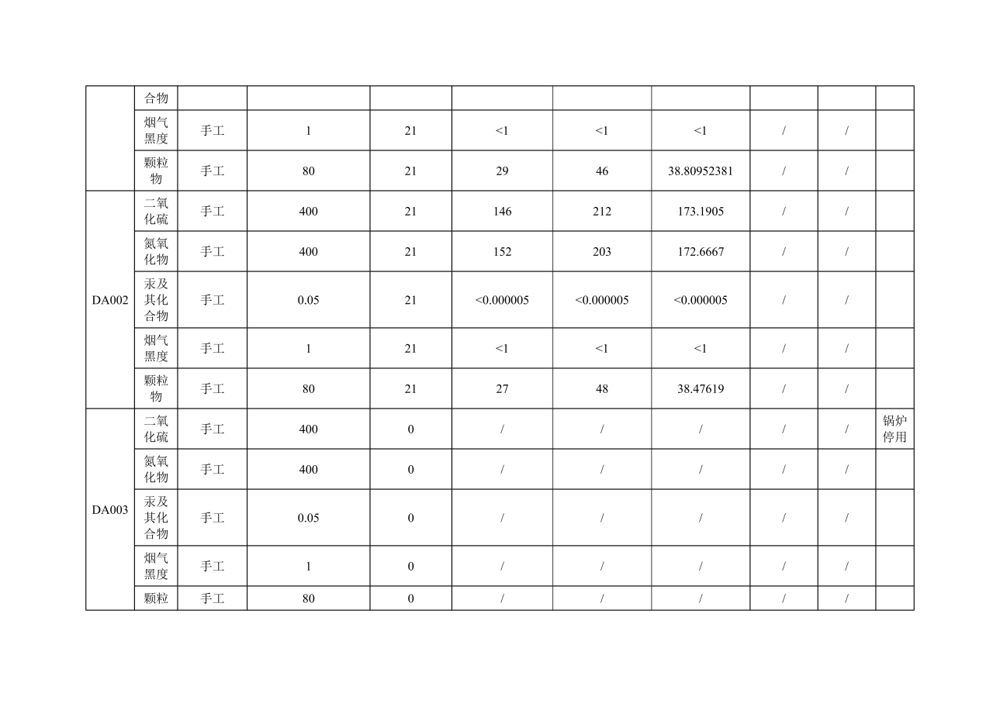 合物
烟气
黑度 手工 1 21 <1 <1 <1 / /
颗粒
物 手工 80 21 29 46 38.80952381 / /
DA002
二氧
化硫 手工 400 21 146 212 173.1905 / /
氮氧
化物 手工 400 21 152 203 172.6667 / /
汞及
其化
合物 手工 0.05 21 <0.000005 <0.000005 <0.000005 / /
烟气
黑度 手工 1 21 <1 <1 <1 / /
颗粒
物 手工 80 21 27 48 38.47619 / /
DA003
二氧
化硫 手工 400 0 / / / / / 锅炉
停用
氮氧
化物 手工 400 0 / / / / /
汞及
其化
合物 手工 0.05 0 / / / / /
烟气
黑度 手工 1 0 / / / / /
颗粒 手工 80 0 / / / / /